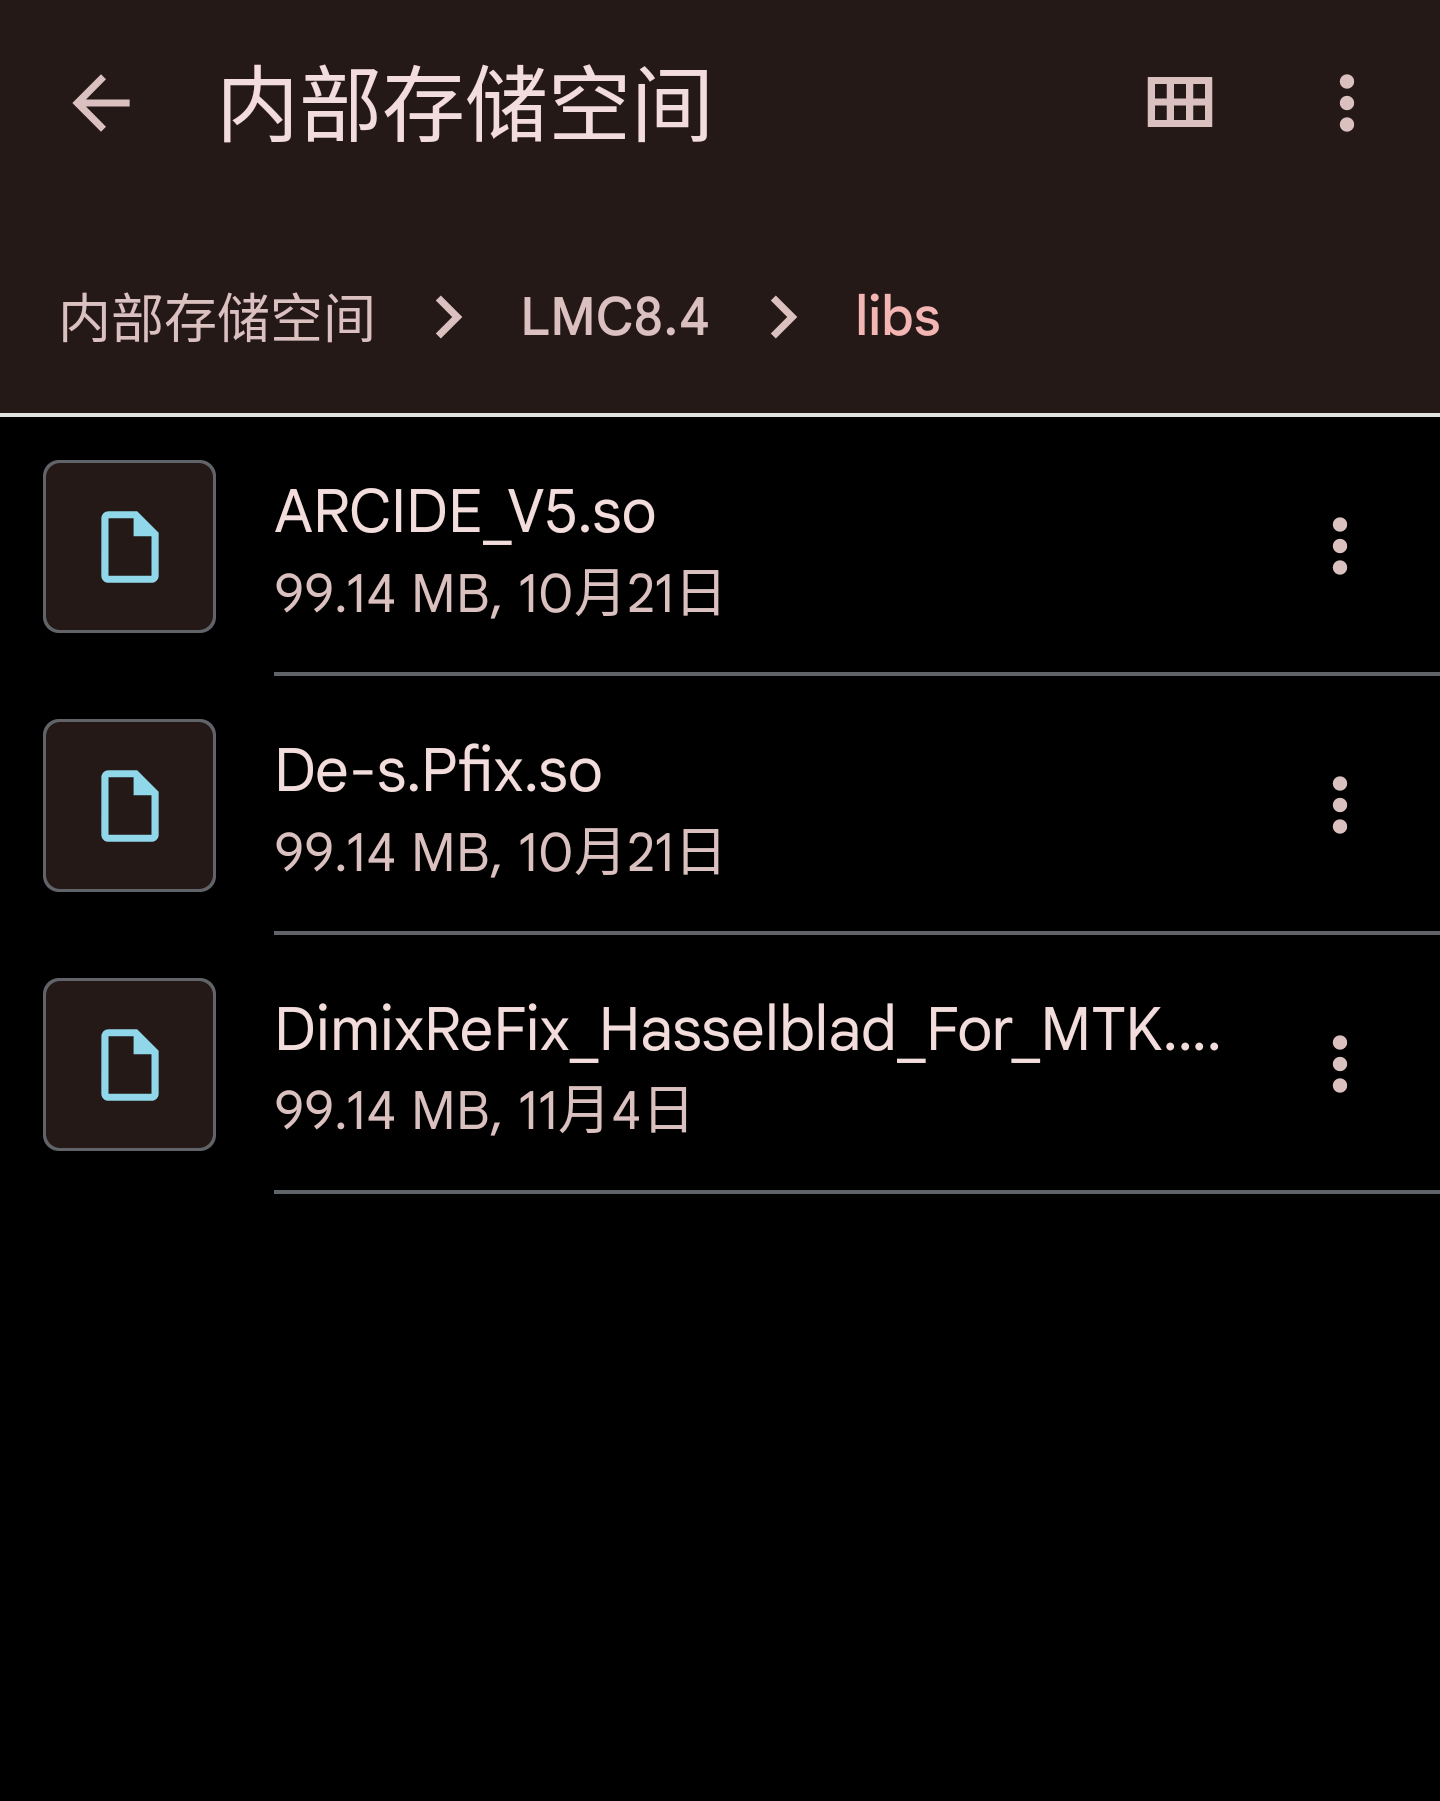 内部存储空间
内部存储空间 > LMC8.4 > libs
ARCIDE_V5.so
99.14 MB, 10月21日
De-s.Pfix.so
99.14 MB, 10月21日
DimixReFix_Hasselblad_For_MTK....
99.14 MB, 11月4日